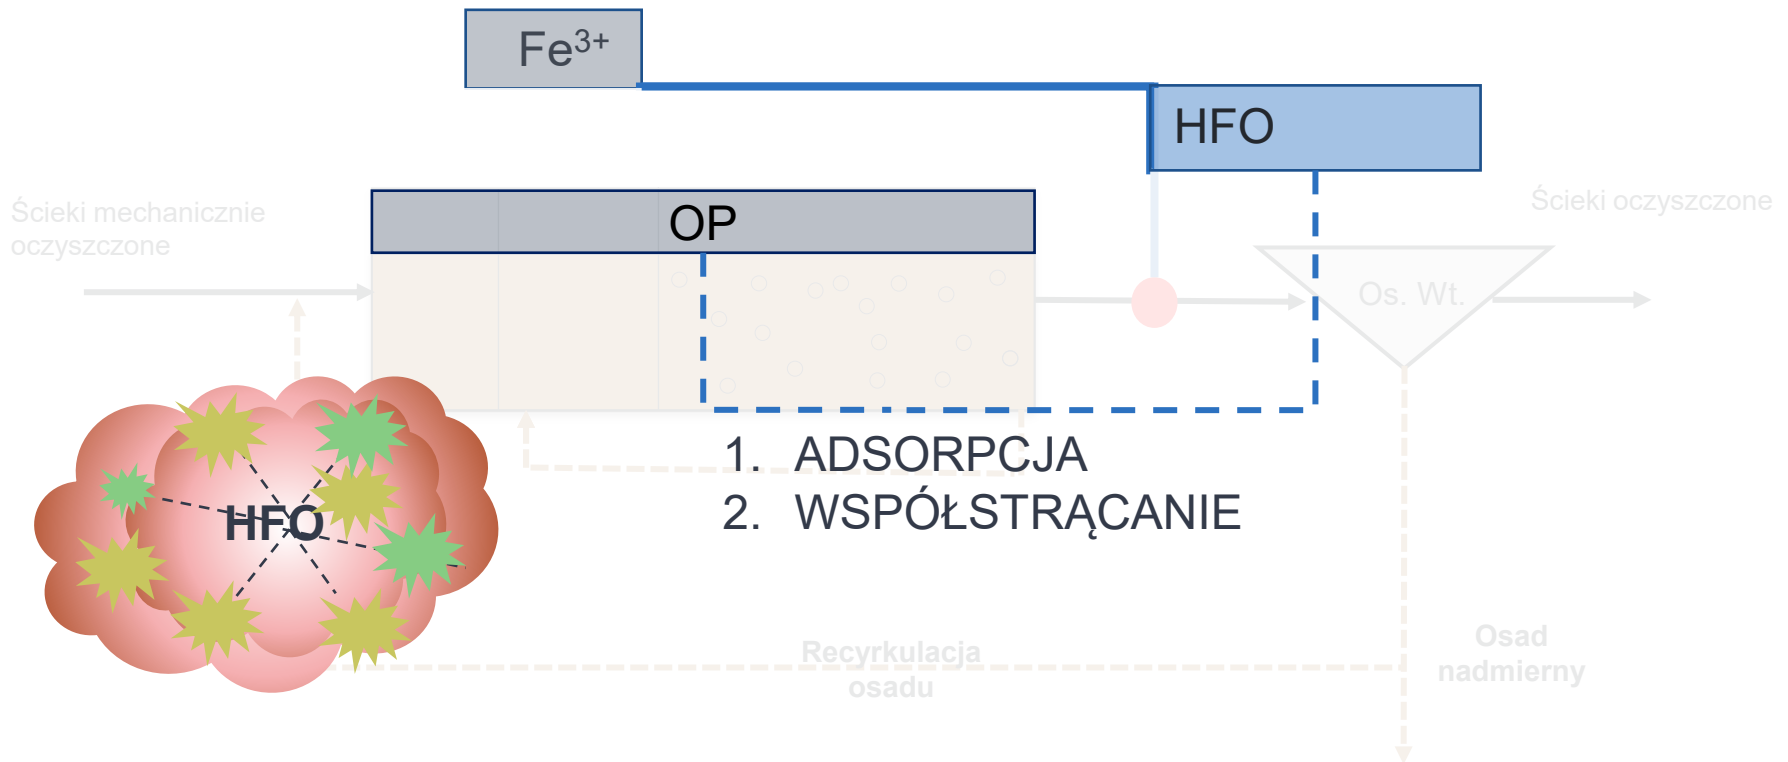 Fe³⁺
HFO
Ścieki mechanicznie
oczyszczone
OP
Ścieki oczyszczone
Os. Wt.
1. ADSORPCJA
2. WSPÓŁSTRĄCANIE
HFO
Recyrkulacja
osadu
Osad
nadmierny